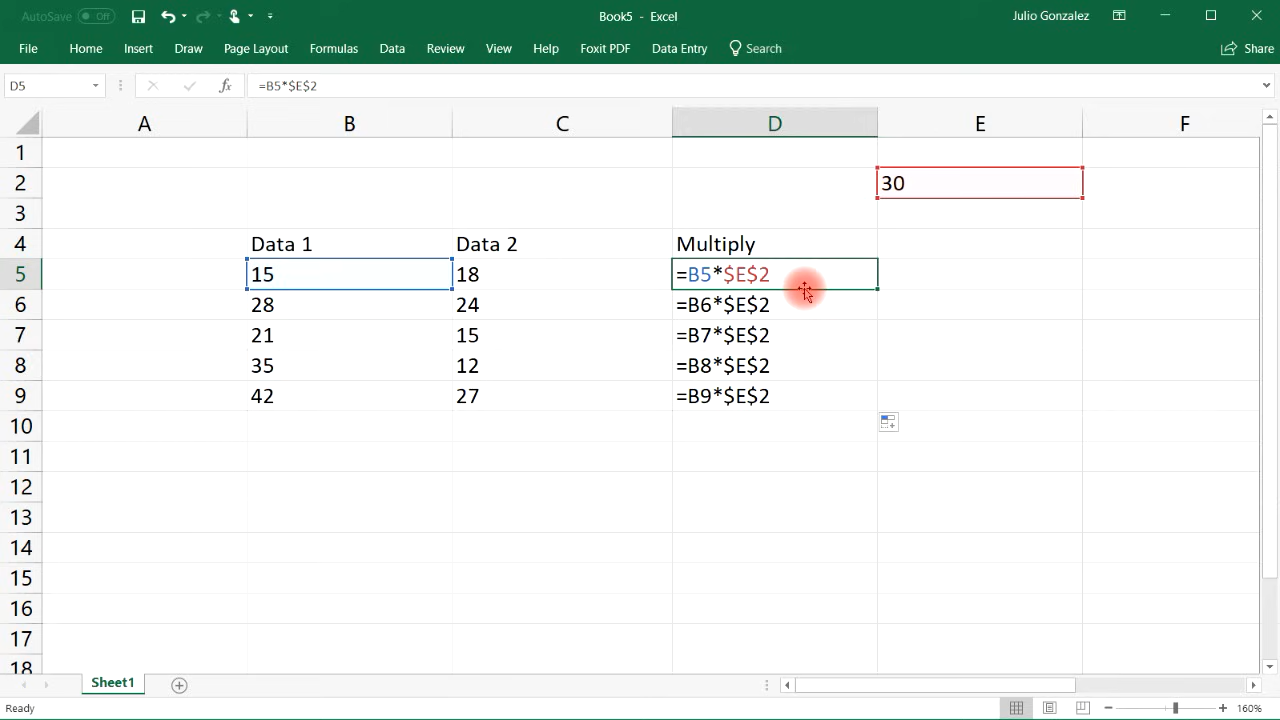 AutoSave Off Book5 - Excel Julio Gonzalez
File Home Insert Draw Page Layout Formulas Data Review View Help Foxit PDF Data Entry Search Share
D5 fx =B5*$E$2
A B C D E F
1
2 30
3
4 Data 1 Data 2 Multiply
5 15 18 =B5*$E$2
6 28 24 =B6*$E$2
7 21 15 =B7*$E$2
8 35 12 =B8*$E$2
9 42 27 =B9*$E$2
10
11
12
13
14
15
16
17
18
Sheet1
Ready 160%